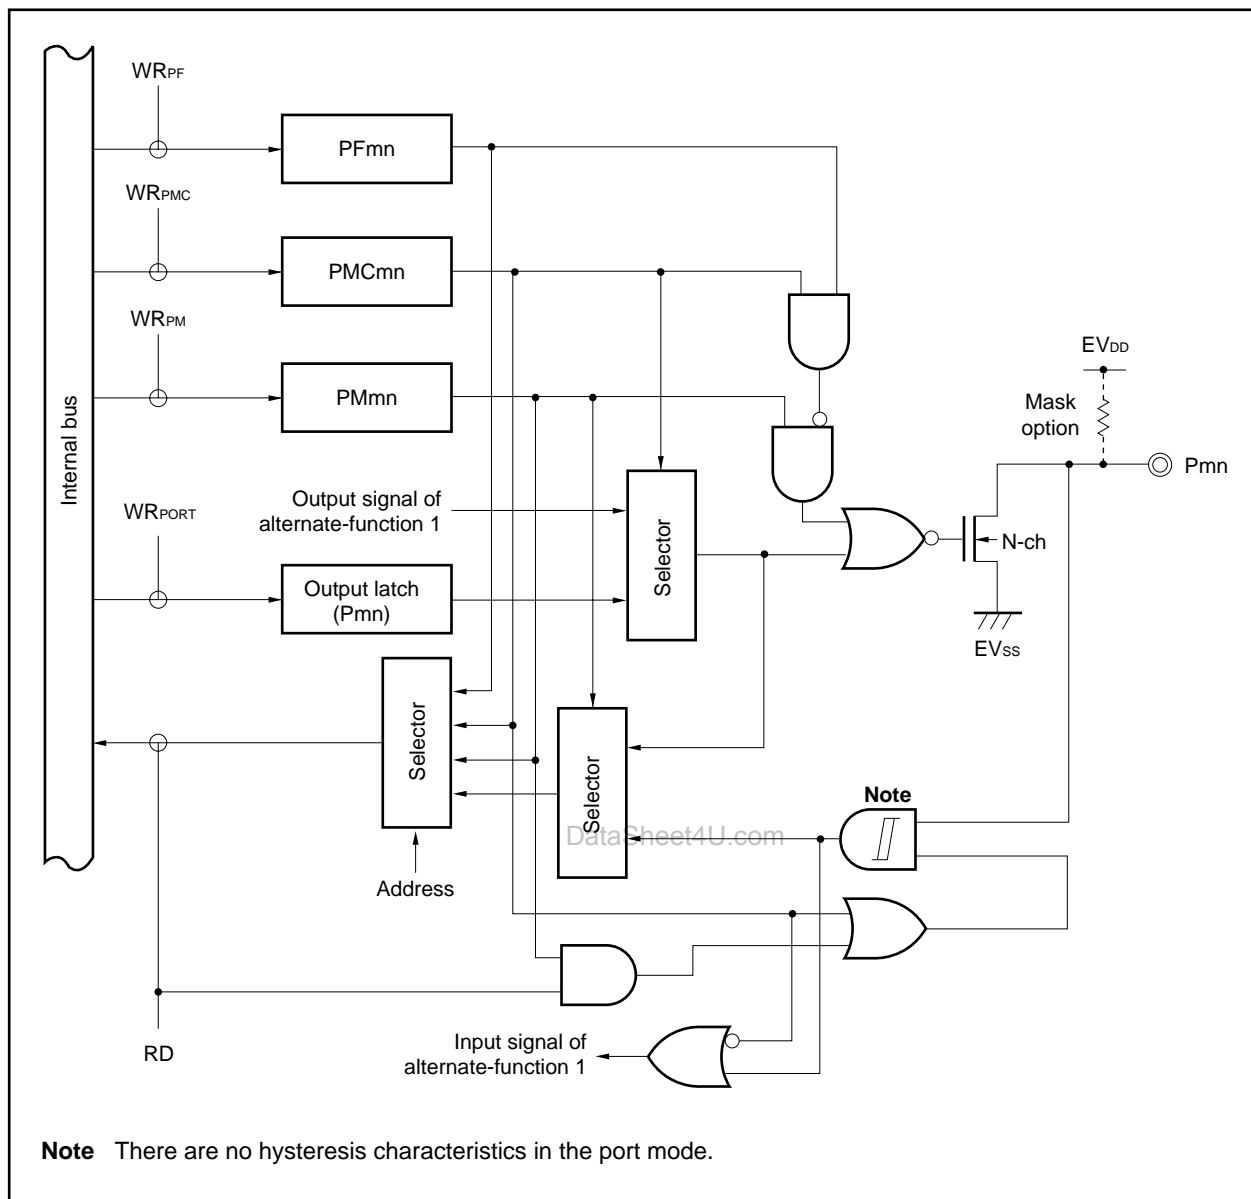 WRPF
PFmn
WRPMC
PMCmn
WRPM
EVDD
PMmn
Mask
option
Internal bus
Pmn
Output signal of
alternate-function 1
WRPORT
Selector
N-ch
Output latch
(Pmn)
EVSS
Selector
Selector
Note
DataSheet4U.com
Address
Input signal of
alternate-function 1
RD
Note There are no hysteresis characteristics in the port mode.